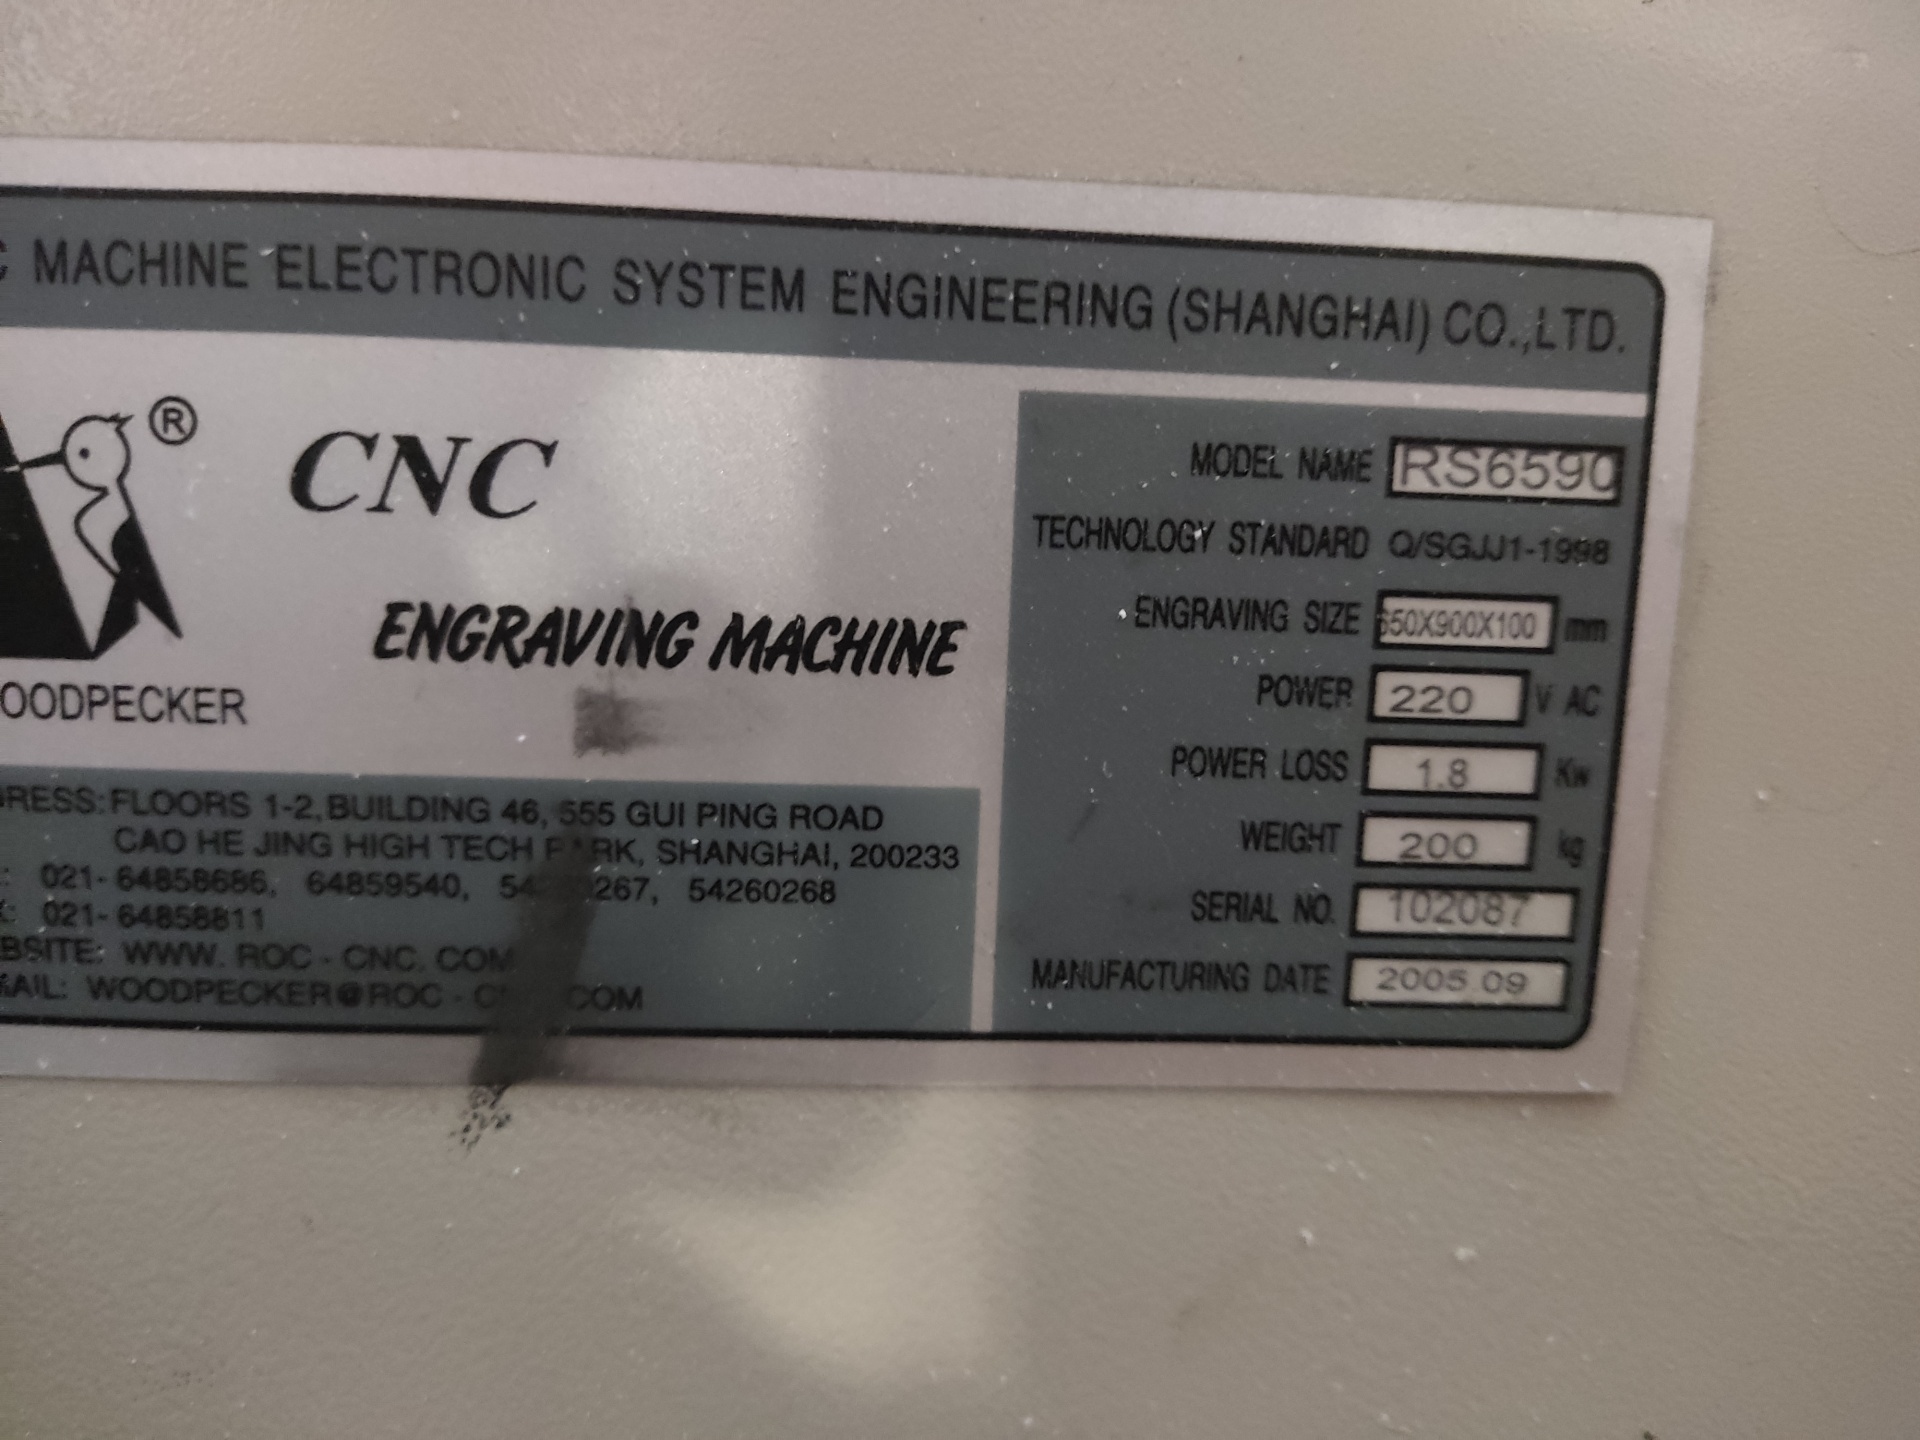 C MACHINE ELECTRONIC SYSTEM ENGINEERING (SHANGHAI) CO.,LTD.
®
CNC
ENGRAVING MACHINE
OODPECKER
RESS: FLOORS 1-2, BUILDING 46, 555 GUI PING ROAD
CAO HE JING HIGH TECH PARK, SHANGHAI, 200233
: 021- 64858686, 64859540, 54260268
: 021- 64858811
BSITE: WWW. ROC - CNC. COM
AIL: WOODPECKER@ROC - COM
MODEL NAME RS6590
TECHNOLOGY STANDARD Q/SGJJ1-1998
ENGRAVING SIZE 650X900X100 mm
POWER 220 V AC
POWER LOSS 1.8 Kw
WEIGHT 200 kg
SERIAL NO. 102087
MANUFACTURING DATE 2005.09